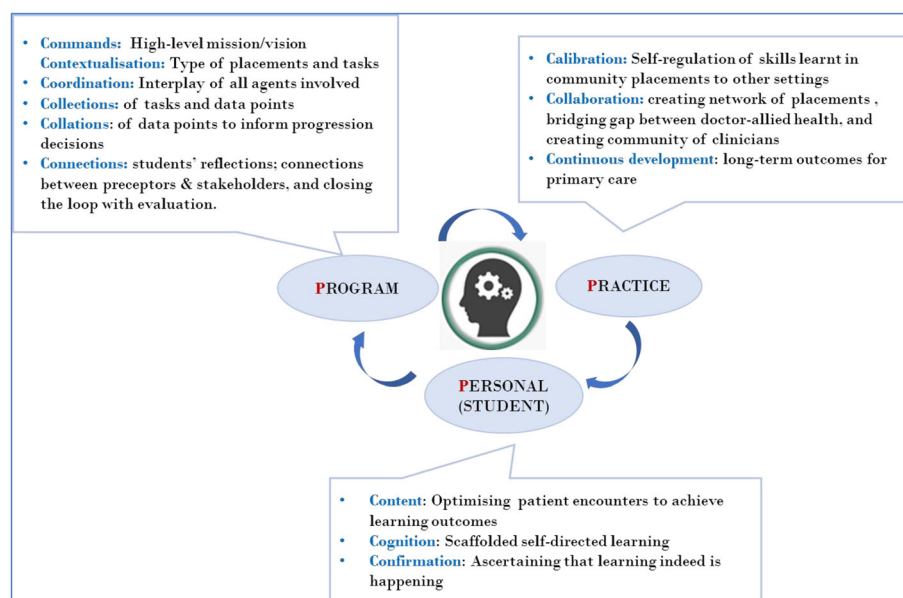 • Commands: High-level mission/vision
Contextualisation: Type of placements and tasks
• Coordination: Interplay of all agents involved
• Collections: of tasks and data points
• Collations: of data points to inform progression
decisions
• Connections: students’ reflections; connections
between preceptors & stakeholders, and closing
the loop with evaluation.
• Calibration: Self-regulation of skills learnt in
community placements to other settings
• Collaboration: creating network of placements ,
bridging gap between doctor-allied health, and
creating community of clinicians
• Continuous development: long-term outcomes for
primary care
PROGRAM
PRACTICE
PERSONAL
(STUDENT)
• Content: Optimising patient encounters to achieve
learning outcomes
• Cognition: Scaffolded self-directed learning
• Confirmation: Ascertaining that learning indeed is
happening